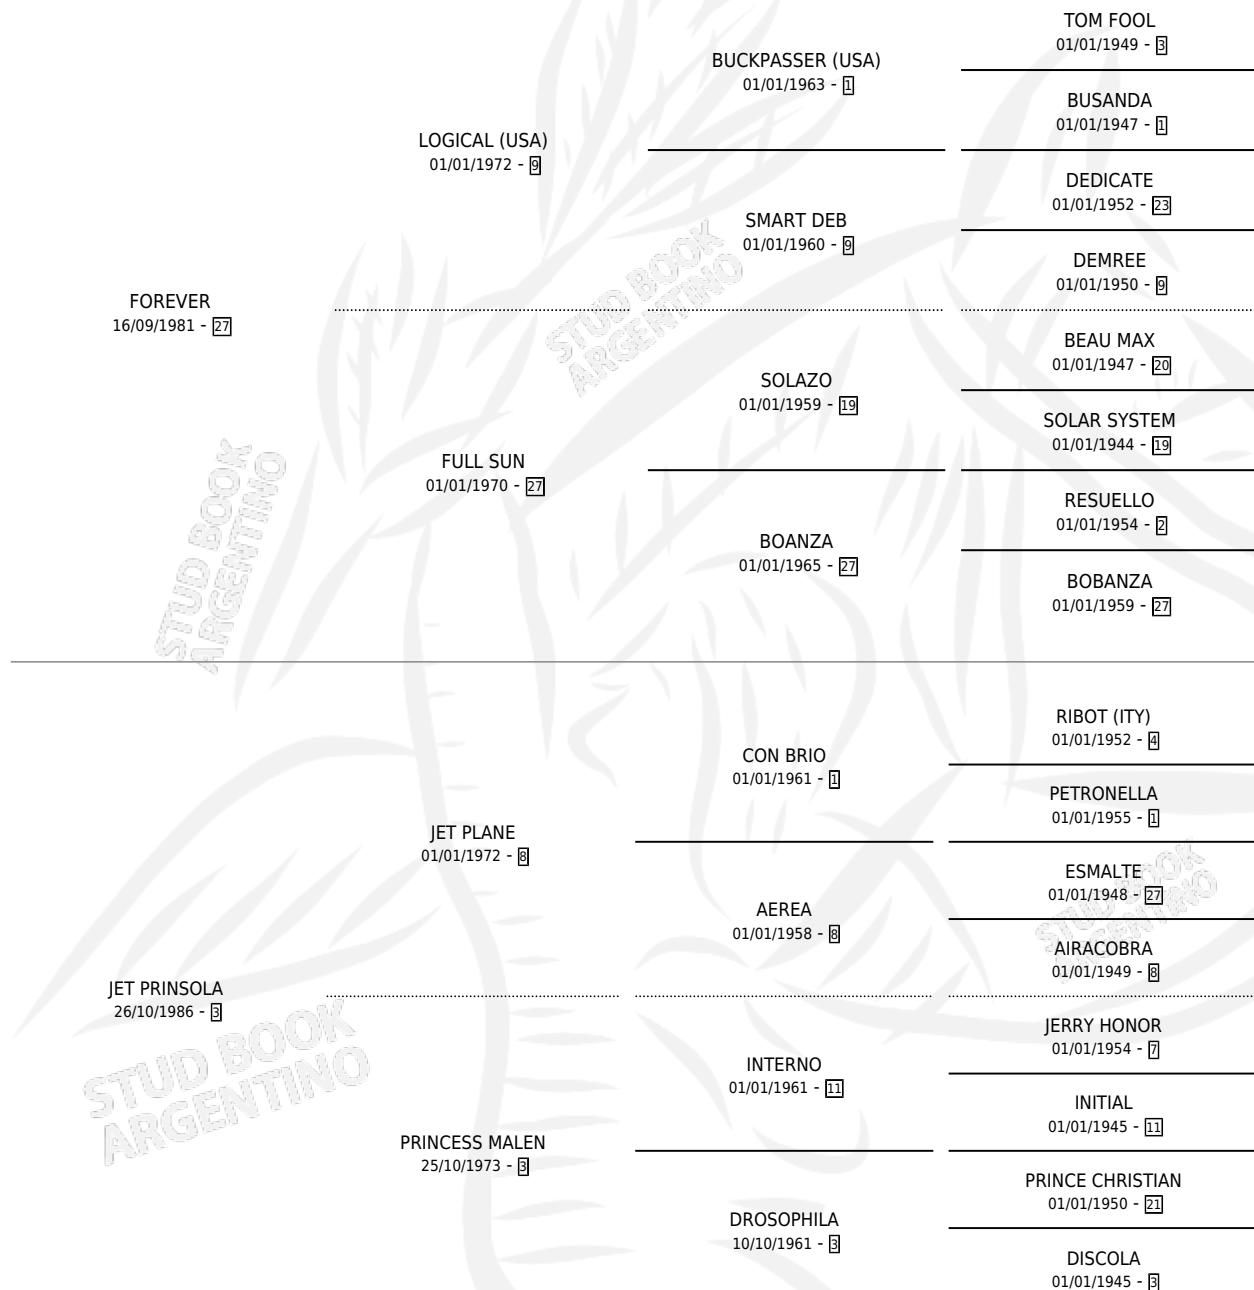 TOM FOOL
01/01/1949 - 3
BUCKPASSER (USA)
01/01/1963 - 1
BUSANDA
01/01/1947 - 1
LOGICAL (USA)
01/01/1972 - 9
DEDICATE
01/01/1952 - 23
SMART DEB
01/01/1960 - 9
DEMREE
01/01/1950 - 9
FOREVER
16/09/1981 - 27
BEAU MAX
01/01/1947 - 20
SOLAZO
01/01/1959 - 19
SOLAR SYSTEM
01/01/1944 - 19
FULL SUN
01/01/1970 - 27
RESUELLO
01/01/1954 - 2
BOANZA
01/01/1965 - 27
BOBANZA
01/01/1959 - 27
RIBOT (ITY)
01/01/1952 - 4
CON BRIO
01/01/1961 - 1
PETRONELLA
01/01/1955 - 1
JET PLANE
01/01/1972 - 8
ESMALTE
01/01/1948 - 27
AEREA
01/01/1958 - 8
AIRACOBRA
01/01/1949 - 8
JET PRINSOLA
26/10/1986 - 3
JERRY HONOR
01/01/1954 - 7
INTERNO
01/01/1961 - 11
INITIAL
01/01/1945 - 11
PRINCESS MALEN
25/10/1973 - 3
PRINCE CHRISTIAN
01/01/1950 - 21
DROSOPHILA
10/10/1961 - 3
DISCOLA
01/01/1945 - 3
STUD BOOK
ARGENTINO
STUD BOOK
ARGENTINO
STUD BOOK
ARGENTINO
STUD BOOK
ARGENTINO